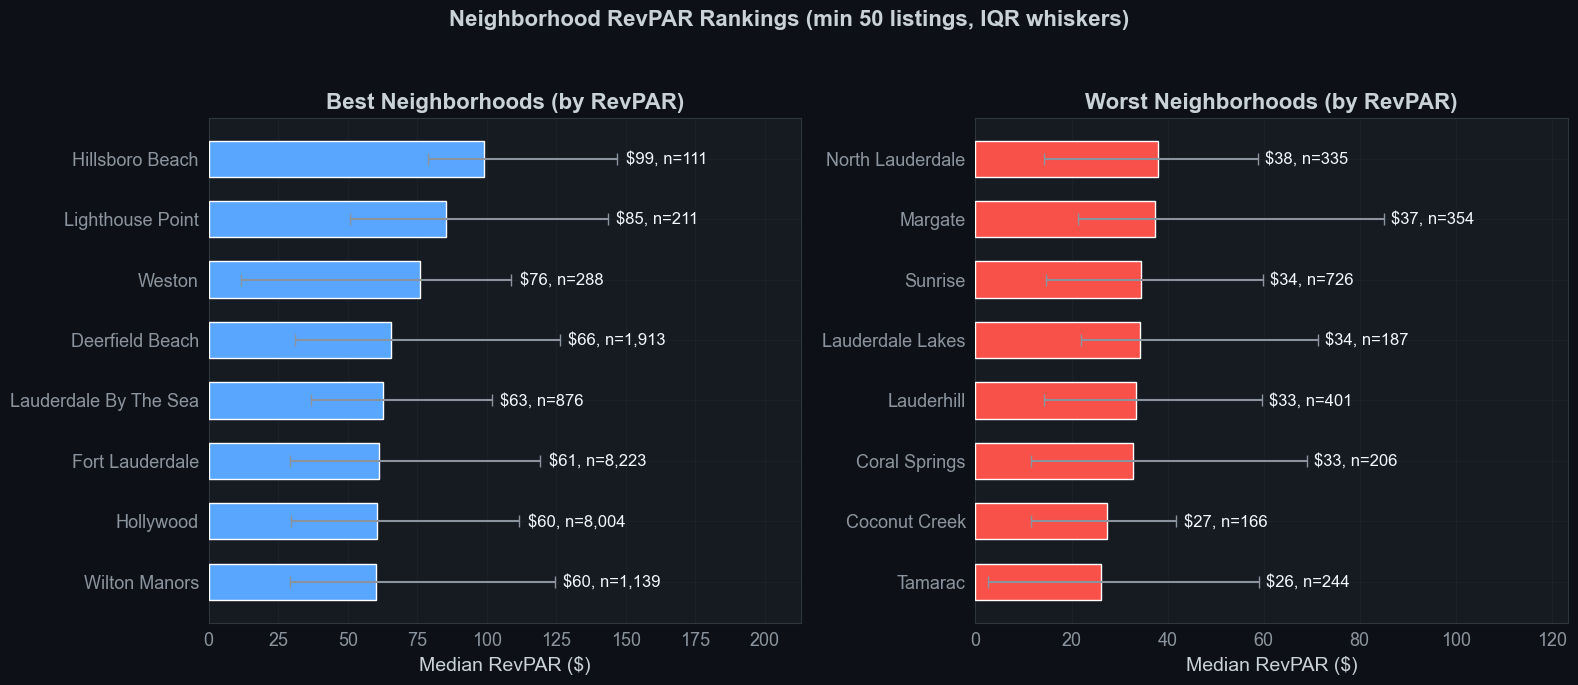 Neighborhood RevPAR Rankings (min 50 listings, IQR whiskers)
Best Neighborhoods (by RevPAR)
Hillsboro Beach $99, n=111
Lighthouse Point $85, n=211
Weston $76, n=288
Deerfield Beach $66, n=1,913
Lauderdale By The Sea $63, n=876
Fort Lauderdale $61, n=8,223
Hollywood $60, n=8,004
Wilton Manors $60, n=1,139
0 25 50 75 100 125 150 175 200
Median RevPAR ($)
Worst Neighborhoods (by RevPAR)
North Lauderdale $38, n=335
Margate $37, n=354
Sunrise $34, n=726
Lauderdale Lakes $34, n=187
Lauderhill $33, n=401
Coral Springs $33, n=206
Coconut Creek $27, n=166
Tamarac $26, n=244
0 20 40 60 80 100 120
Median RevPAR ($)